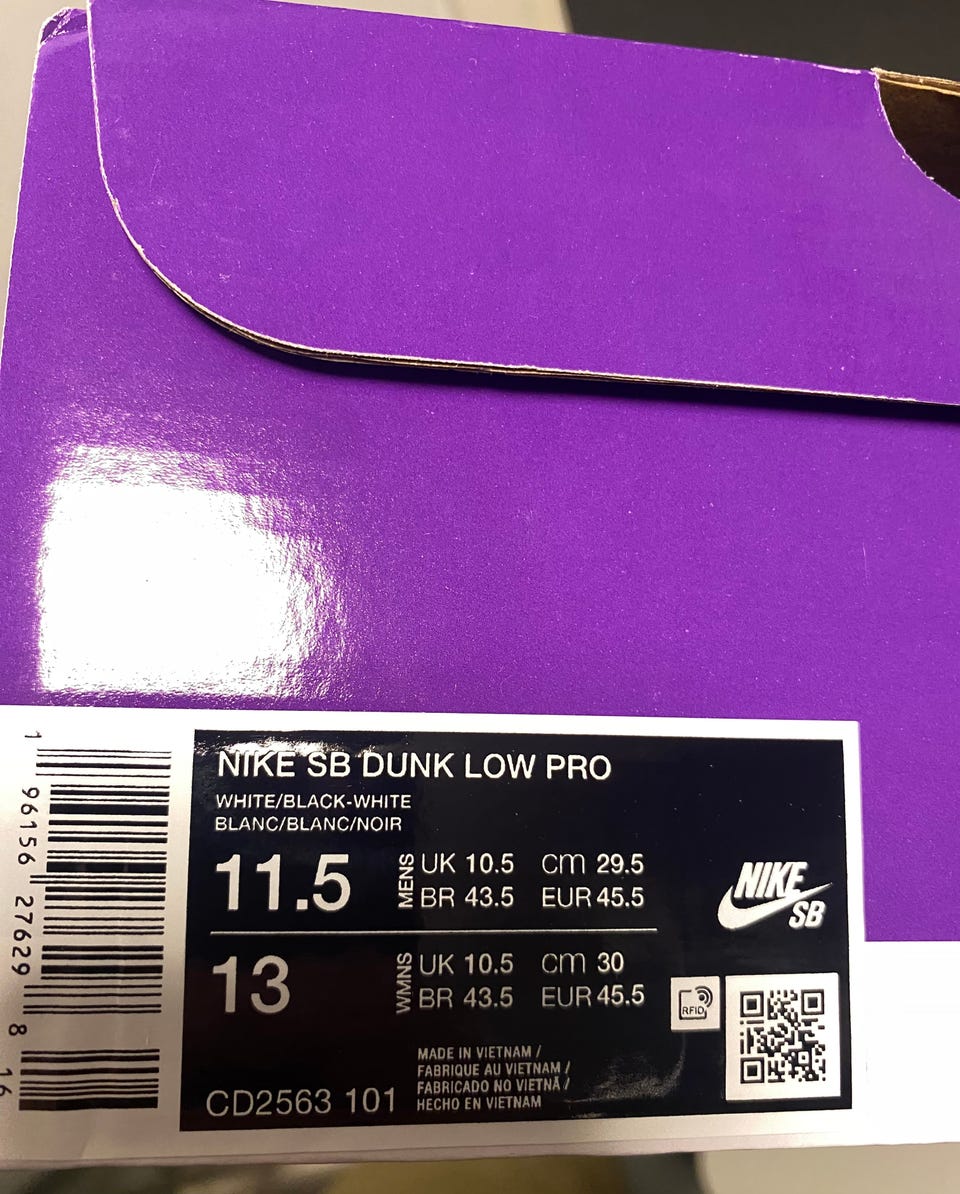 NIKE SB DUNK LOW PRO
WHITE/BLACK-WHITE
BLANC/BLANC/NOIR
11.5 MENS UK 10.5 cm 29.5
BR 43.5 EUR 45.5
NIKE
SB
13 WMNS UK 10.5 cm 30
BR 43.5 EUR 45.5
RFID
MADE IN VIETNAM /
FABRIQUE AU VIETNAM /
FABRICADO NO VIETNÃ /
HECHO EN VIETNAM
CD2563 101
1 96156 27629 8 16